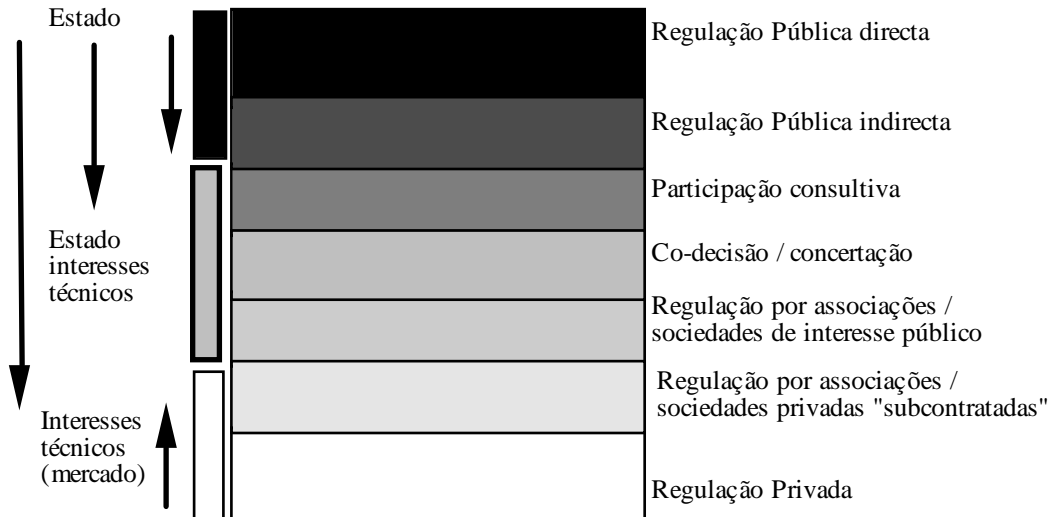 Estado
Regulação Pública directa
Regulação Pública indirecta
Participação consultiva
Estado
interesses
técnicos
Co-decisão / concertação
Regulação por associações /
sociedades de interesse público
Regulação por associações /
sociedades privadas "subcontratadas"
Interesses
técnicos
(mercado)
Regulação Privada